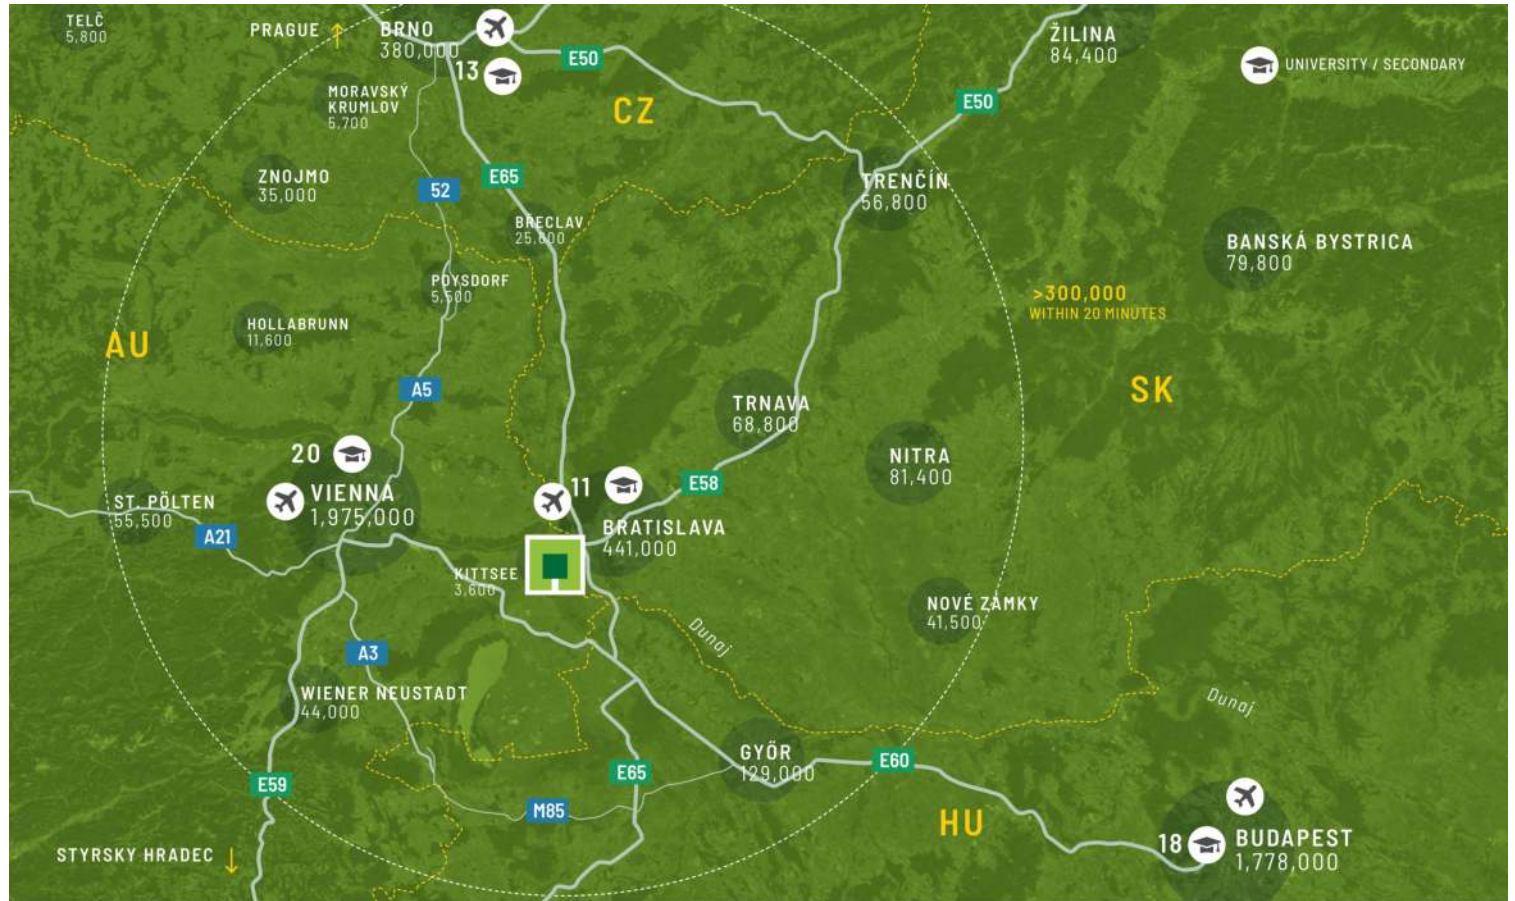 TELČ
5,800
PRAGUE ↑
BRNO
380,000
13
E50
ŽILINA
84,400
UNIVERSITY / SECONDARY
MORAVSKÝ
KRUMLOV
5,700
CZ
E50
ZNOJMO
35,000
52
E65
TRENČÍN
56,800
BŘECLAV
25,800
BANSKÁ BYSTRICA
79,800
POYSDORF
5,500
>300,000
WITHIN 20 MINUTES
HOLLABRUNN
11,600
AU
A5
SK
TRNAVA
68,800
20
NITRA
81,400
VIENNA
1,975,000
11
E58
ST. PÖLTEN
55,500
A21
BRATISLAVA
441,000
KITTSEE
3,600
NOVÉ ZÁMKY
41,500
Dunaj
A3
WIENER NEUSTADT
44,000
Dunaj
GYŐR
129,000
E60
E59
E65
M85
HU
18
BUDAPEST
1,778,000
STYRSKY HRADEC ↓